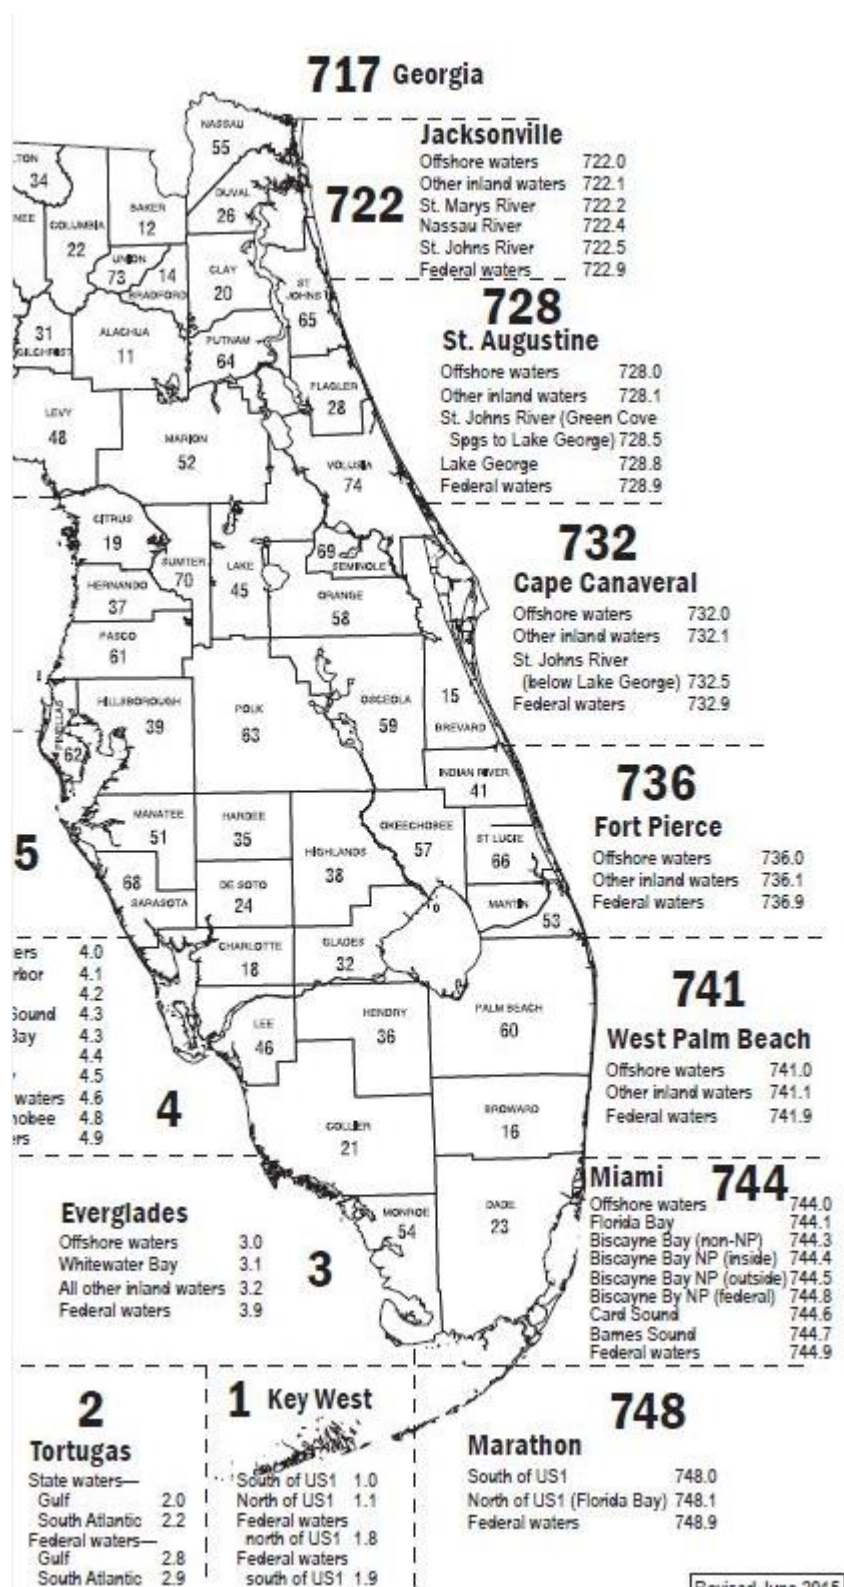 717 Georgia
NASSAU
55
Jacksonville
Offshore waters 722.0
Other inland waters 722.1
St. Marys River 722.2
Nassau River 722.4
St. Johns River 722.5
Federal waters 722.9
722
TON
34
NEE
COLUMBIA
22
BAKER
12
DUVAL
26
UNION
73
14
BRADFORD
CLAY
20
ST
JOHNS
65
728
St. Augustine
Offshore waters 728.0
Other inland waters 728.1
St. Johns River (Green Cove
Spgs to Lake George) 728.5
Lake George 728.8
Federal waters 728.9
31
GILCHRIST
ALACHUA
11
PUTNAM
64
FLAGLER
28
LEVY
48
MARION
52
VOLUSIA
74
732
Cape Canaveral
Offshore waters 732.0
Other inland waters 732.1
St. Johns River
(below Lake George) 732.5
Federal waters 732.9
CITRUS
19
SUMTER
70
LAKE
45
69
SEMINOLE
HERNANDO
37
ORANGE
58
PASCO
61
HILLSBOROUGH
39
PINELLAS
62
POLK
63
OSCEOLA
59
15
BREVARD
INDIAN RIVER
41
736
Fort Pierce
Offshore waters 736.0
Other inland waters 736.1
Federal waters 736.9
5
MANATEE
51
HARDEE
35
HIGHLANDS
38
OKEECHOBEE
57
ST LUCIE
66
68
SARASOTA
DE SOTO
24
MARTIN
53
CHARLOTTE
18
GLADES
32
ers 4.0
rbor 4.1
4.2
Sound 4.3
Bay 4.3
4.4
4.5
waters 4.6
hobee 4.8
ers 4.9
4
LEE
46
HENDRY
36
PALM BEACH
60
741
West Palm Beach
Offshore waters 741.0
Other inland waters 741.1
Federal waters 741.9
COLLIER
21
BROWARD
16
Miami 744
Offshore waters 744.0
Florida Bay 744.1
Biscayne Bay (non-NP) 744.3
Biscayne Bay NP (inside) 744.4
Biscayne Bay NP (outside) 744.5
Biscayne By NP (federal) 744.8
Card Sound 744.6
Barnes Sound 744.7
Federal waters 744.9
MONROE
54
DADE
23
Everglades
Offshore waters 3.0
Whitewater Bay 3.1
All other inland waters 3.2
Federal waters 3.9
3
2
Tortugas
State waters—
Gulf 2.0
South Atlantic 2.2
Federal waters—
Gulf 2.8
South Atlantic 2.9
1 Key West
South of US1 1.0
North of US1 1.1
Federal waters
north of US1 1.8
Federal waters
south of US1 1.9
748
Marathon
South of US1 748.0
North of US1 (Florida Bay) 748.1
Federal waters 748.9
Revised June 2015